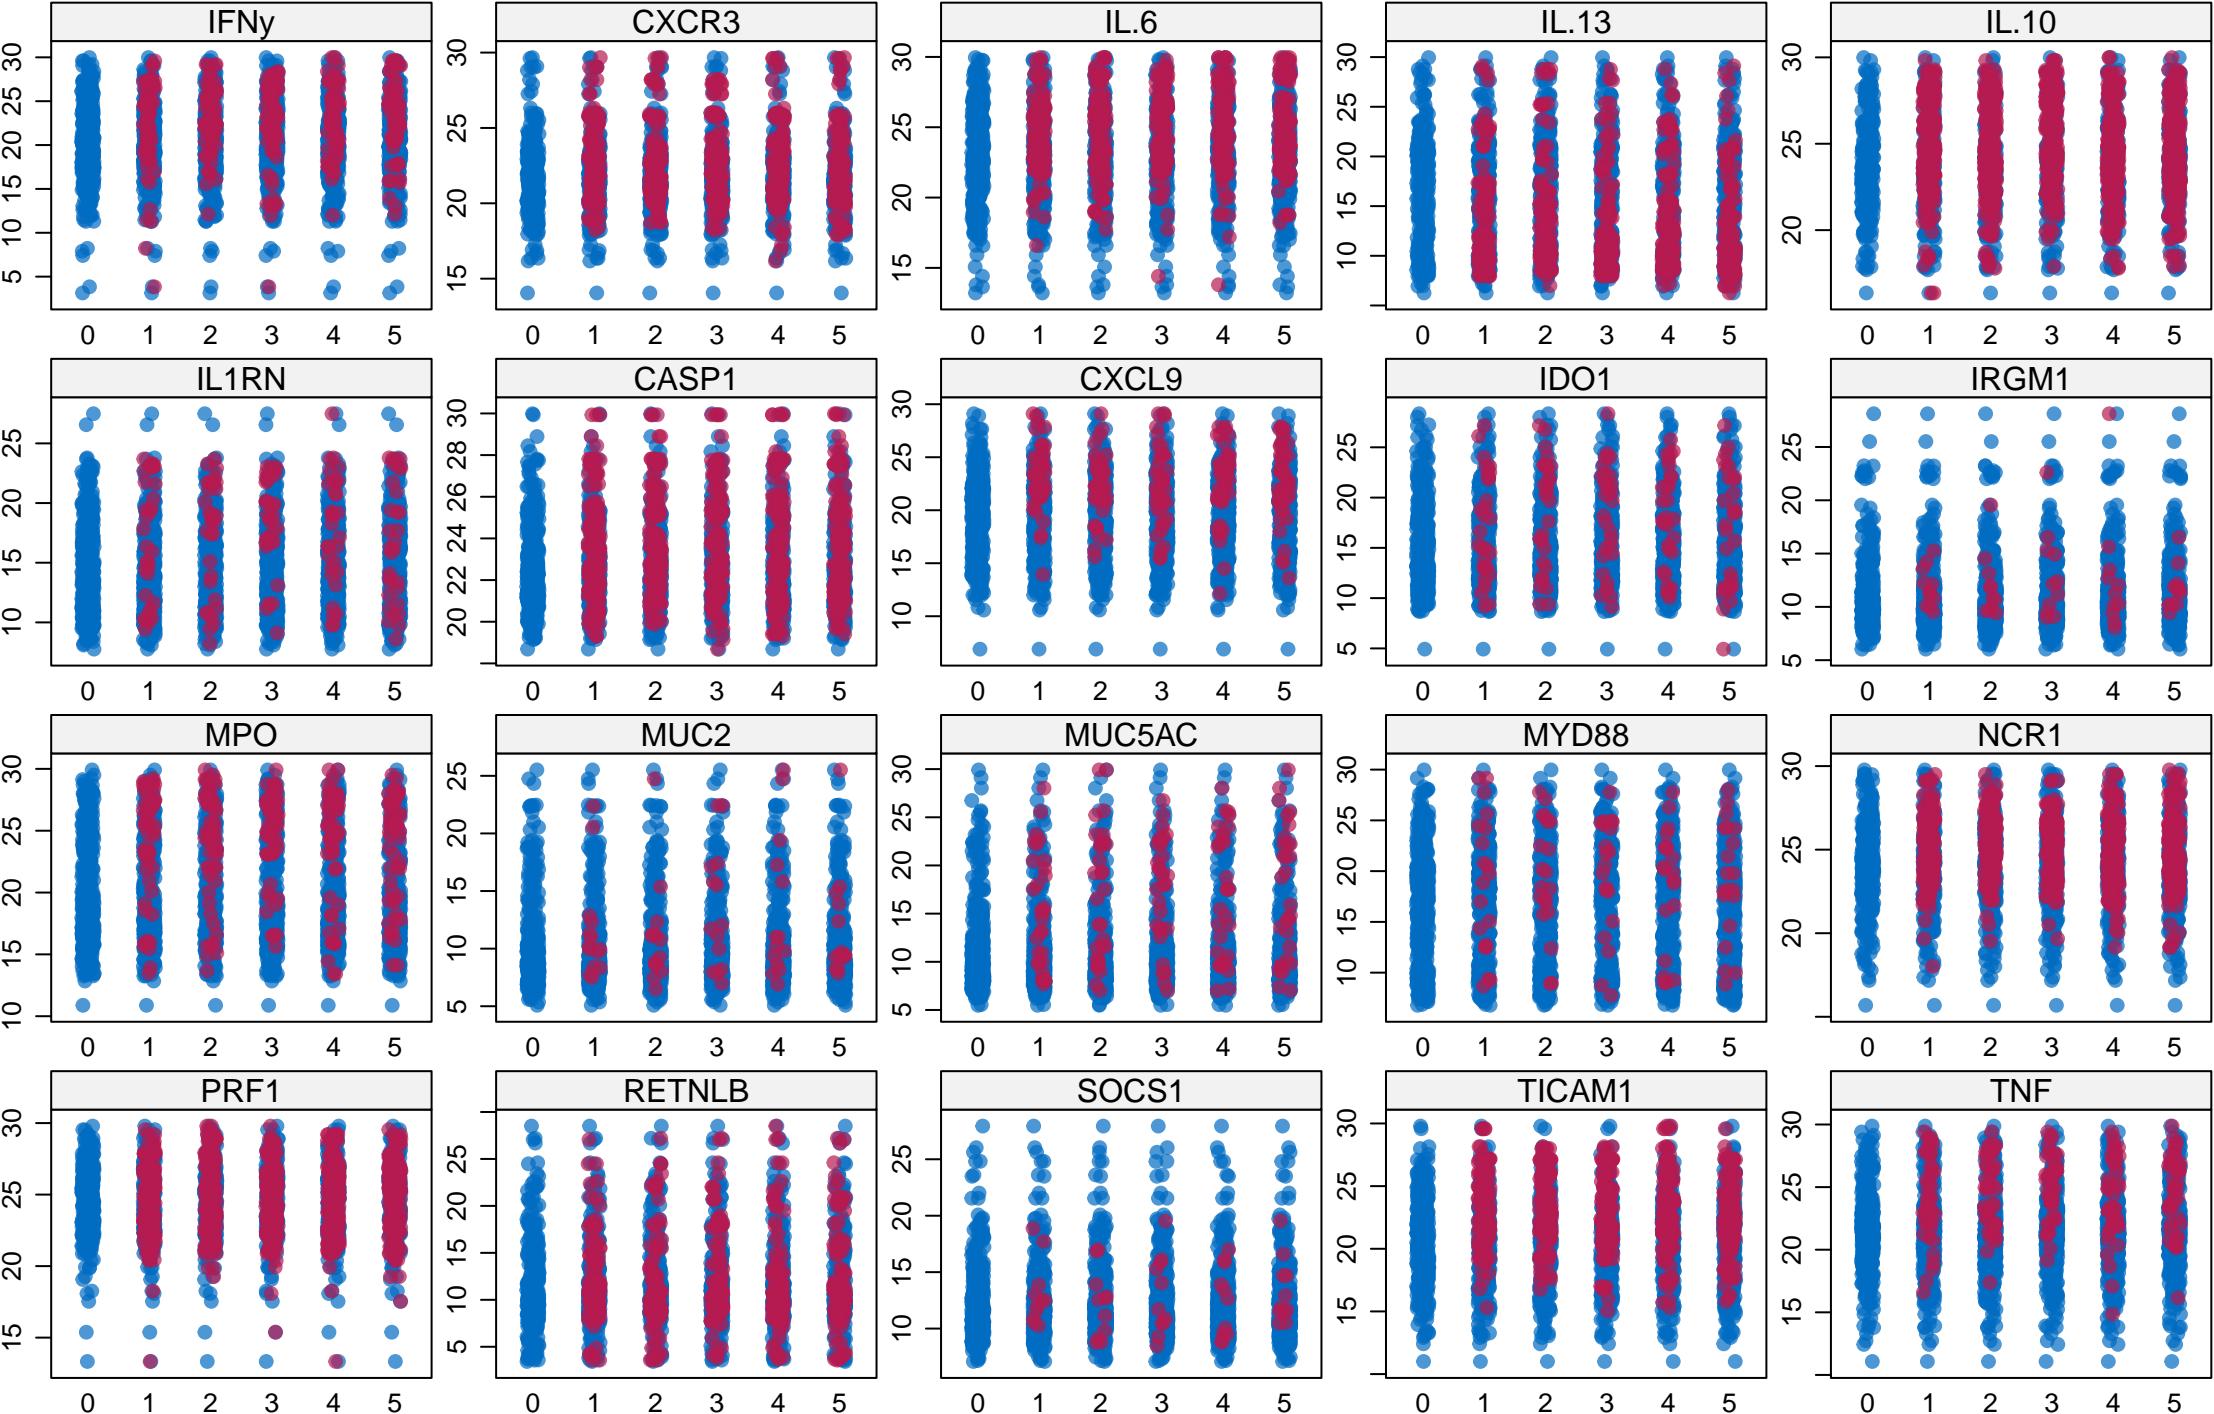 IFNy CXCR3 IL.6 IL.13 IL.10
30 25 20 15 10 5
30 25 20 15
30 25 20 15
30 25 20 15 10
30 25 20
0 1 2 3 4 5 0 1 2 3 4 5 0 1 2 3 4 5 0 1 2 3 4 5 0 1 2 3 4 5
IL1RN CASP1 CXCL9 IDO1 IRGM1
25 20 15 10
30 28 26 24 22 20
30 25 20 15 10
25 20 15 10 5
25 20 15 10 5
0 1 2 3 4 5 0 1 2 3 4 5 0 1 2 3 4 5 0 1 2 3 4 5 0 1 2 3 4 5
MPO MUC2 MUC5AC MYD88 NCR1
30 25 20 15 10
25 20 15 10 5
30 25 20 15 10 5
30 25 20 15 10
30 25 20
0 1 2 3 4 5 0 1 2 3 4 5 0 1 2 3 4 5 0 1 2 3 4 5 0 1 2 3 4 5
PRF1 RETNLB SOCS1 TICAM1 TNF
30 25 20 15
25 20 15 10 5
25 20 15 10
30 25 20 15
30 25 20 15
0 1 2 3 4 5 0 1 2 3 4 5 0 1 2 3 4 5 0 1 2 3 4 5 0 1 2 3 4 5